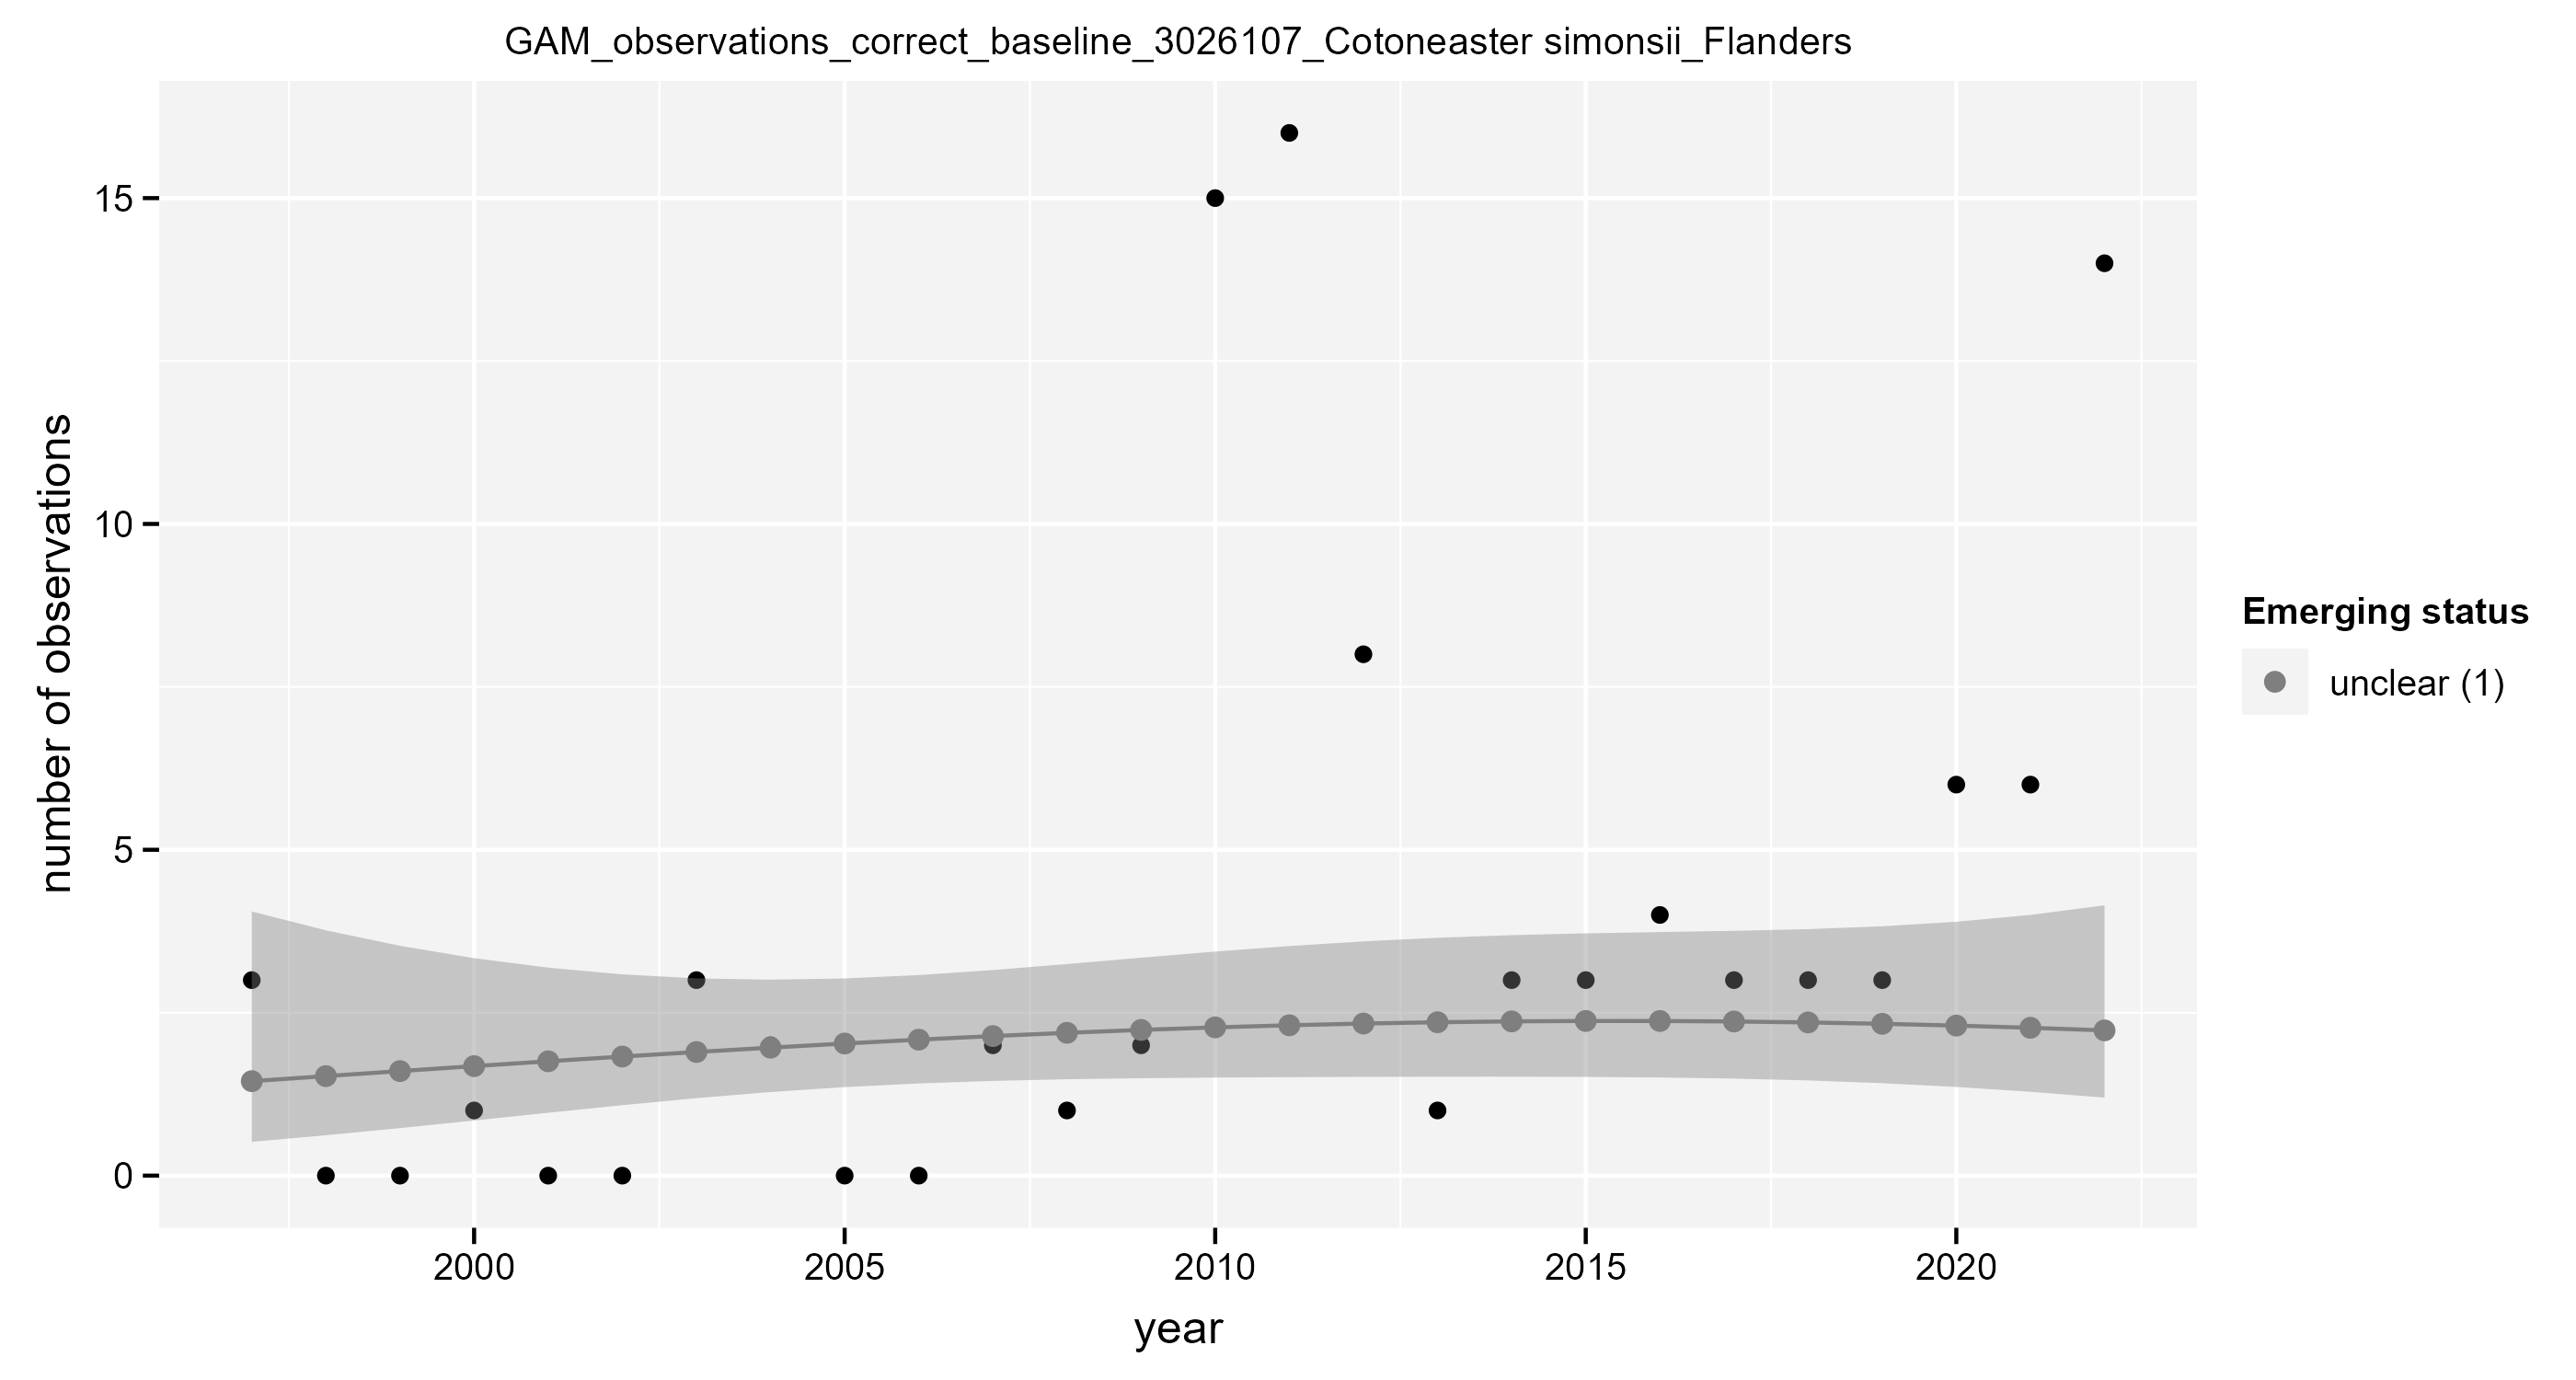 GAM_observations_correct_baseline_3026107_Cotoneaster simonsii_Flanders
number of observations
15
10
5
0
2000
2005
2010
2015
2020
year
Emerging status
unclear (1)